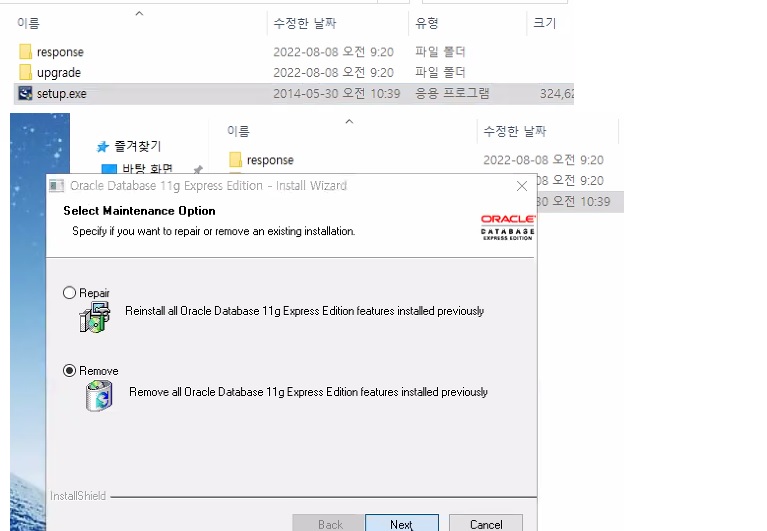 이름 수정한 날짜 유형 크기
response 2022-08-08 오전 9:20 파일 폴더
upgrade 2022-08-08 오전 9:20 파일 폴더
setup.exe 2014-05-30 오전 10:39 응용 프로그램 324,62
이름 수정한 날짜
즐겨찾기
response 2022-08-08 오전 9:20
바탕 화면
오전 9:20
30 오전 10:39
Oracle Database 11g Express Edition - Install Wizard
Select Maintenance Option
Specify if you want to repair or remove an existing installation.
ORACLE
DATABASE
EXPRESS EDITION
Repair
Reinstall all Oracle Database 11g Express Edition features installed previously
Remove
Remove all Oracle Database 11g Express Edition features installed previously
InstallShield
Back Next Cancel